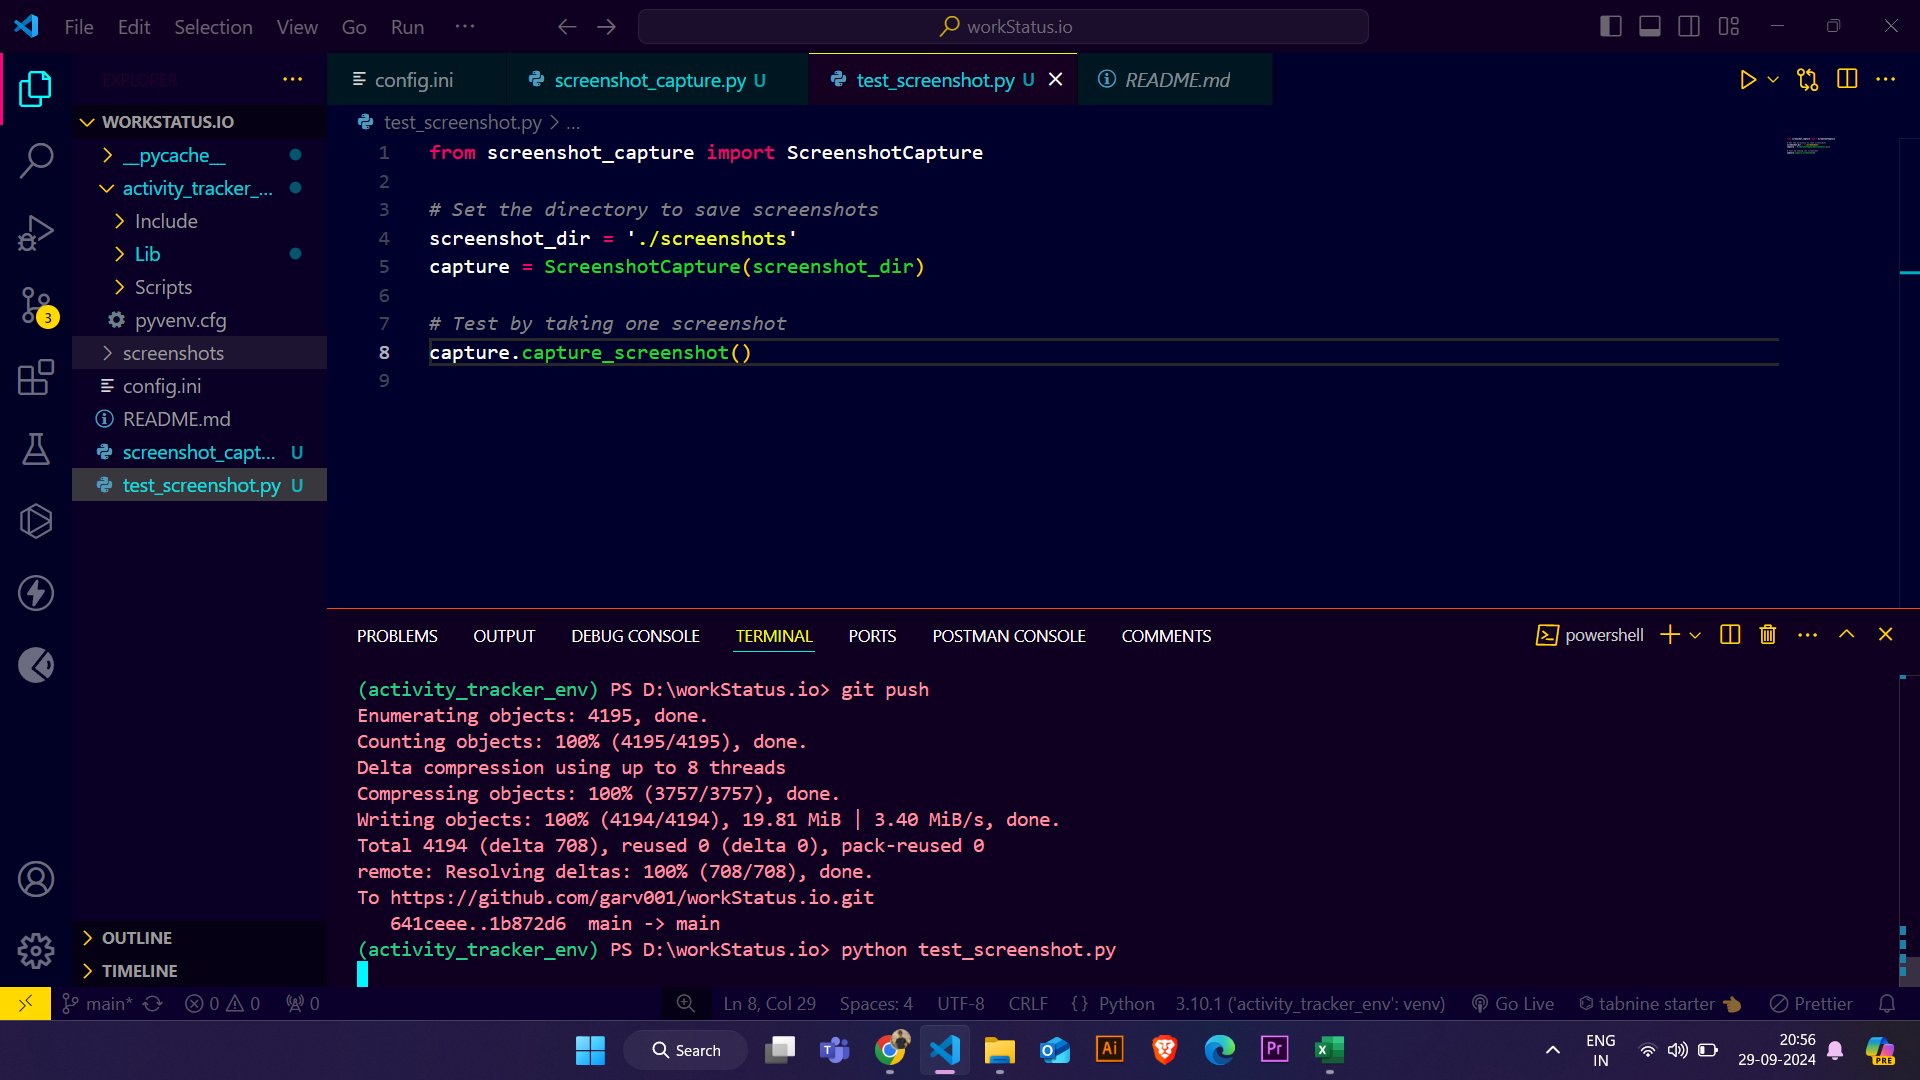 File Edit Selection View Go Run ··· workStatus.io
EXPLORER ···
config.ini screenshot_capture.py U test_screenshot.py U README.md
WORKSTATUS.IO
__pycache__
activity_tracker_...
Include
Lib
Scripts
pyvenv.cfg
screenshots
config.ini
README.md
screenshot_capt... U
test_screenshot.py U
OUTLINE
TIMELINE
3
test_screenshot.py > ...
1 from screenshot_capture import ScreenshotCapture
2
3 # Set the directory to save screenshots
4 screenshot_dir = './screenshots'
5 capture = ScreenshotCapture(screenshot_dir)
6
7 # Test by taking one screenshot
8 capture.capture_screenshot()
9
PROBLEMS OUTPUT DEBUG CONSOLE TERMINAL PORTS POSTMAN CONSOLE COMMENTS powershell
(activity_tracker_env) PS D:\workStatus.io> git push
Enumerating objects: 4195, done.
Counting objects: 100% (4195/4195), done.
Delta compression using up to 8 threads
Compressing objects: 100% (3757/3757), done.
Writing objects: 100% (4194/4194), 19.81 MiB | 3.40 MiB/s, done.
Total 4194 (delta 708), reused 0 (delta 0), pack-reused 0
remote: Resolving deltas: 100% (708/708), done.
To https://github.com/garv001/workStatus.io.git
641ceee..1b872d6 main -> main
(activity_tracker_env) PS D:\workStatus.io> python test_screenshot.py
main* 0 0 0 Ln 8, Col 29 Spaces: 4 UTF-8 CRLF {} Python 3.10.1 ('activity_tracker_env': venv) Go Live tabnine starter Prettier
Search Ai Pr ENG 20:56
IN 29-09-2024 PRE